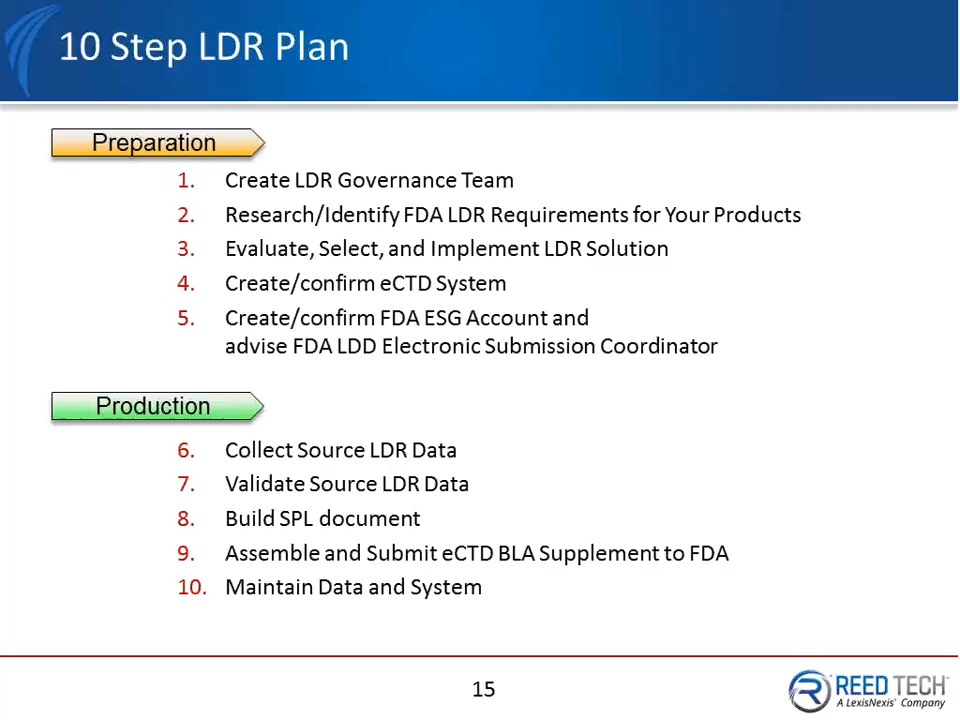 10 Step LDR Plan
Preparation
1. Create LDR Governance Team
2. Research/Identify FDA LDR Requirements for Your Products
3. Evaluate, Select, and Implement LDR Solution
4. Create/confirm eCTD System
5. Create/confirm FDA ESG Account and
advise FDA LDD Electronic Submission Coordinator
Production
6. Collect Source LDR Data
7. Validate Source LDR Data
8. Build SPL document
9. Assemble and Submit eCTD BLA Supplement to FDA
10. Maintain Data and System
15
REED TECH™
A LexisNexis® Company